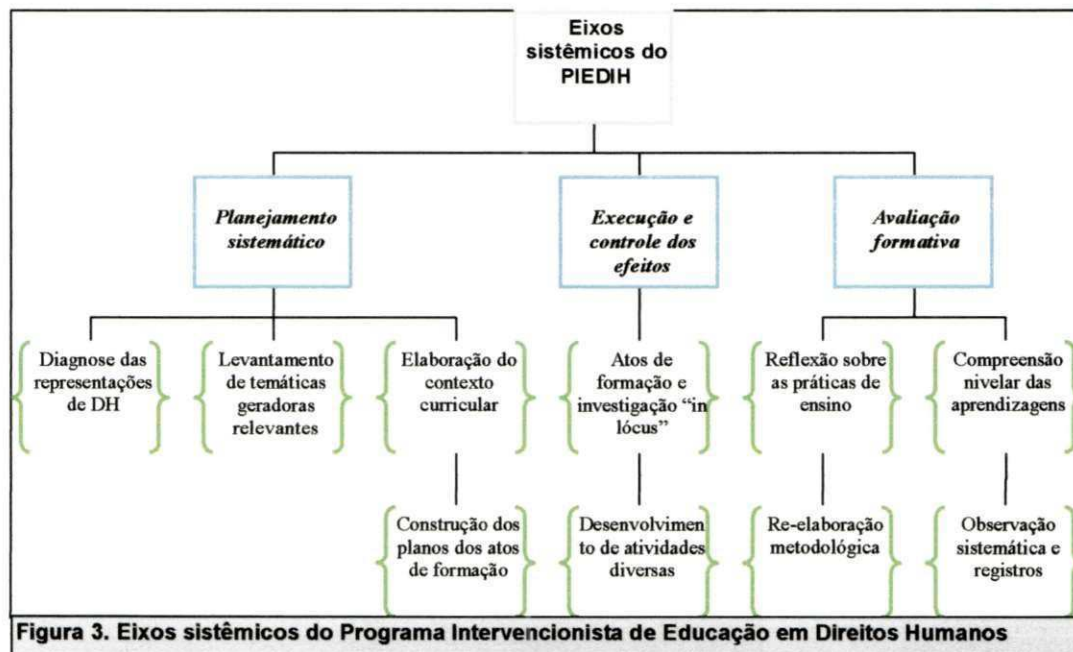 Eixos
sistêmicos do
PIEDIH
Planejamento
sistemático
Execução e
controle dos
efeitos
Avaliação
formativa
Diagnose das
representações
de DH
Levantamento
de temáticas
geradoras
relevantes
Elaboração do
contexto
curricular
Atos de
formação e
investigação “in
lócus”
Reflexão sobre
as práticas de
ensino
Compreensão
nivelar das
aprendizagens
Construção dos
planos dos atos
de formação
Desenvolvimen
to de atividades
diversas
Re-elaboração
metodológica
Observação
sistemática e
registros
Figura 3. Eixos sistêmicos do Programa Intervencionista de Educação em Direitos Humanos